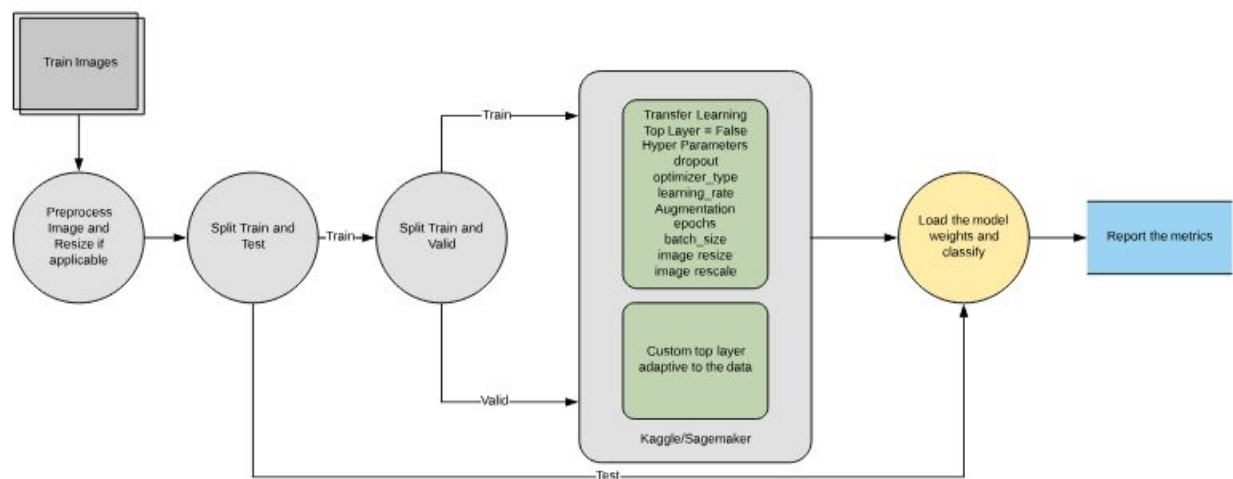 Train Images
Preprocess
Image and
Resize if
applicable
Split Train and
Test
Train
Split Train and
Valid
Train
Valid
Transfer Learning
Top Layer = False
Hyper Parameters
dropout
optimizer_type
learning_rate
Augmentation
epochs
batch_size
image resize
image rescale
Custom top layer
adaptive to the data
Kaggle/Sagemaker
Test
Load the model
weights and
classify
Report the metrics